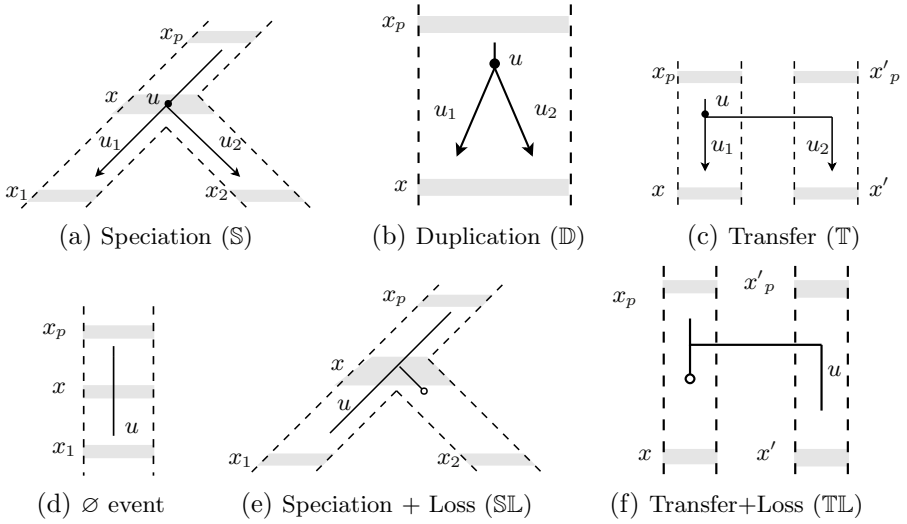 x_p
x
u
u_1
u_2
x_1
x_2
(a) Speciation (𝕊)
x_p
u
u_1
u_2
x
(b) Duplication (𝔻)
x_p
x'_p
u
u_1
u_2
x
x'
(c) Transfer (𝕋)
x_p
x
u
x_1
(d) ∅ event
x_p
x
u
x_1
x_2
(e) Speciation + Loss (𝕊𝕃)
x_p
x'_p
u
x
x'
(f) Transfer+Loss (𝕋𝕃)